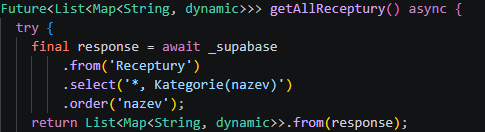 Future<List<Map<String, dynamic>>> getAllReceptury() async {
  try {
    final response = await _supabase
        .from('Receptury')
        .select('*, Kategorie(nazev)')
        .order('nazev');
    return List<Map<String, dynamic>>.from(response);